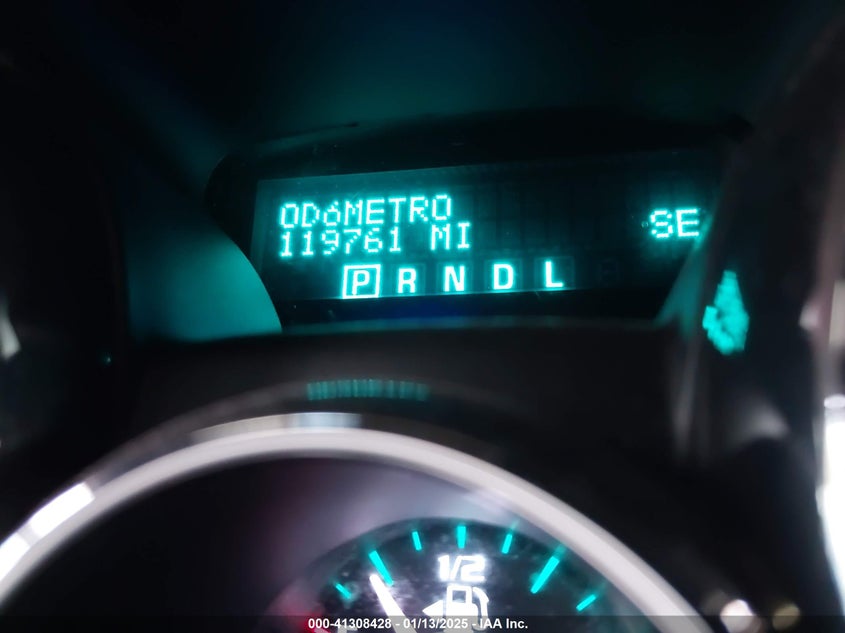 ODóMETRO
119761 MI
SE
P R N D L
1/2
000-41308428 - 01/13/2025 - IAA Inc.